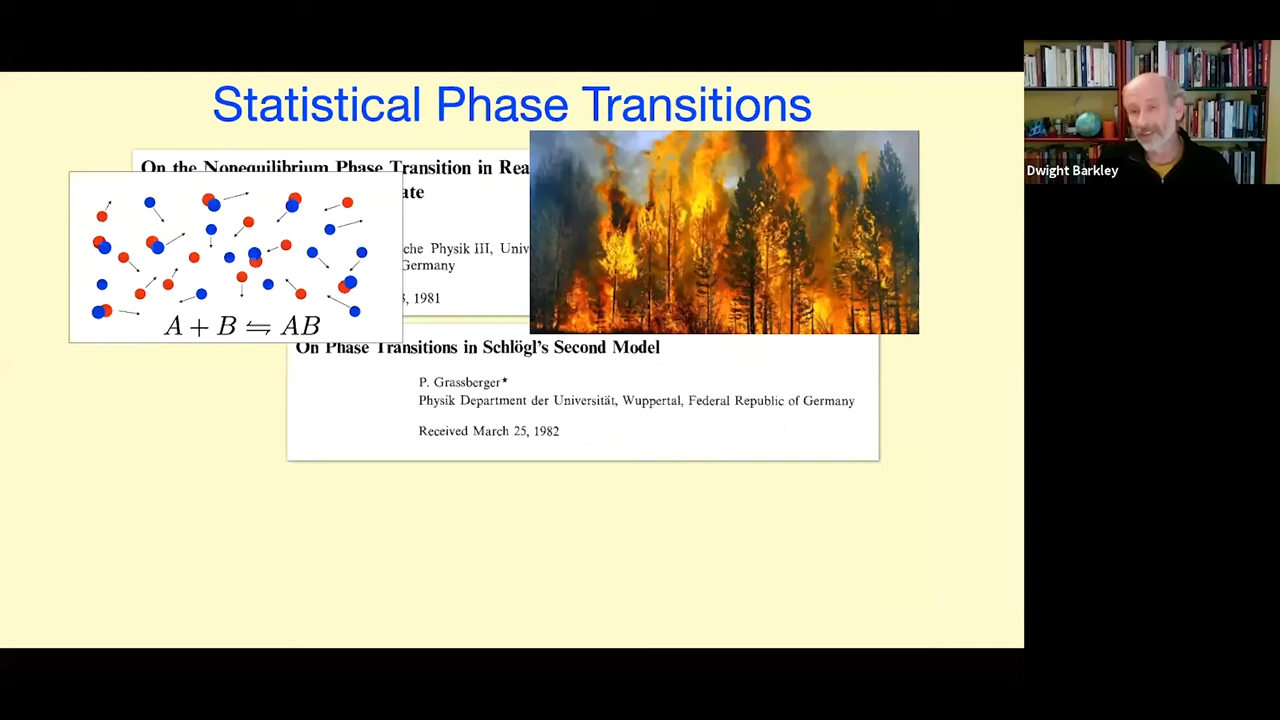 Statistical Phase Transitions
On the Nonequilibrium Phase Transition in Rea
ate
che Physik III, Univ
Germany
3, 1981
A + B ⇋ AB
On Phase Transitions in Schlögl's Second Model
P. Grassberger★
Physik Department der Universität, Wuppertal, Federal Republic of Germany
Received March 25, 1982
Dwight Barkley